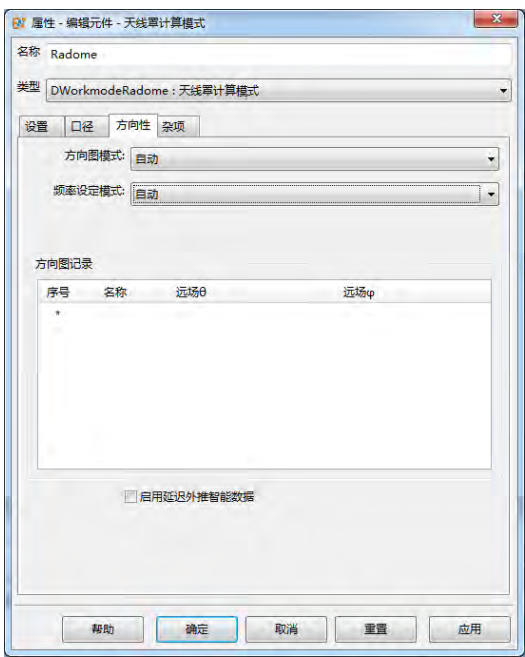 属性 - 编辑元件 - 天线罩计算模式
名称 Radome
类型 DWorkmodeRadome : 天线罩计算模式
设置 口径 方向性 杂项
方向图模式: 自动
频率设定模式: 自动
方向图记录
序号 名称 远场θ 远场φ
*
启用延迟外推智能数据
帮助 确定 取消 重置 应用